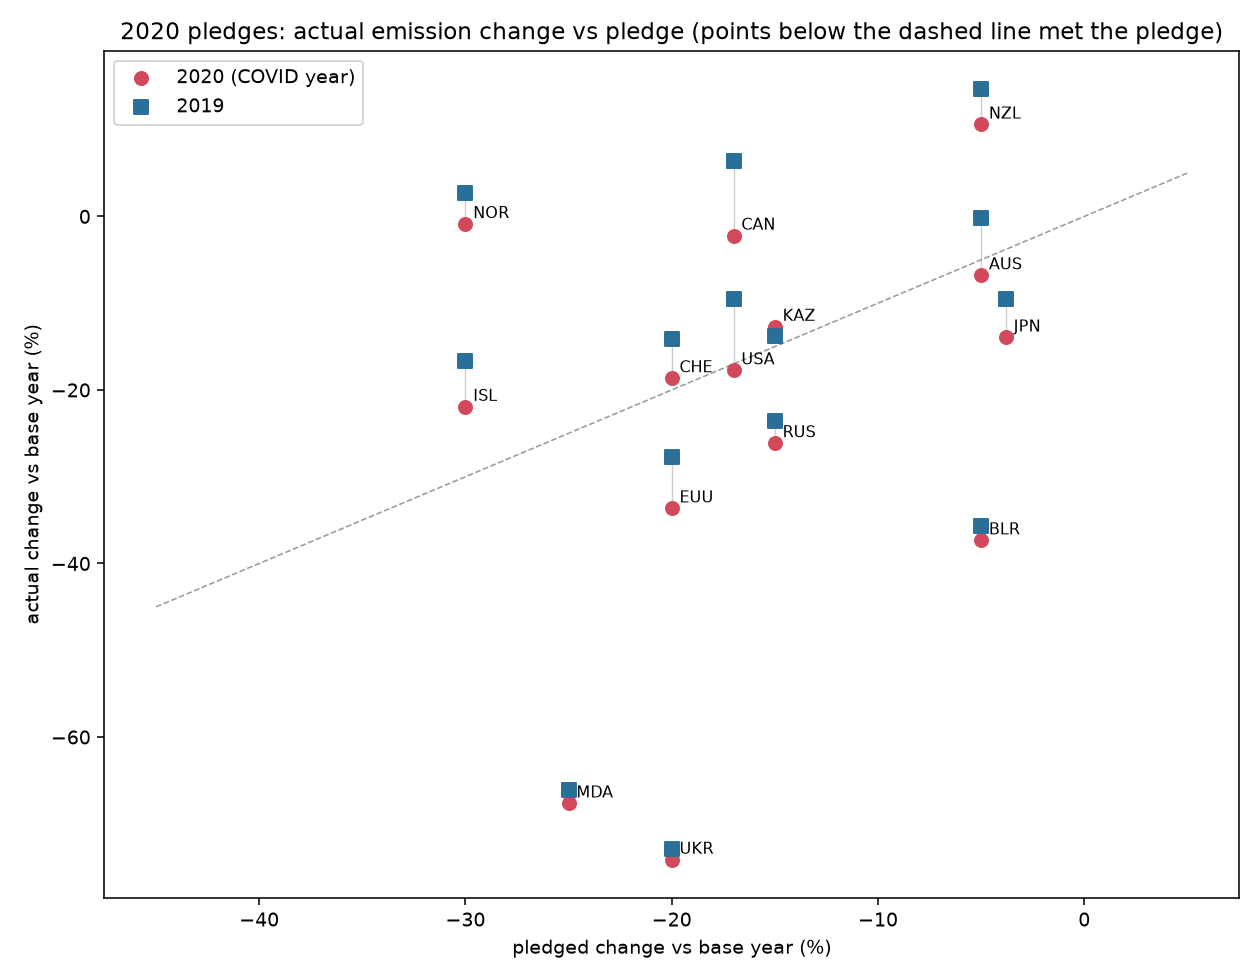 2020 pledges: actual emission change vs pledge (points below the dashed line met the pledge)
2020 (COVID year)
2019
NZL
NOR
CAN
AUS
KAZ
JPN
USA
CHE
ISL
RUS
EUU
BLR
MDA
UKR
0
−20
−40
−60
actual change vs base year (%)
−40
−30
−20
−10
0
pledged change vs base year (%)